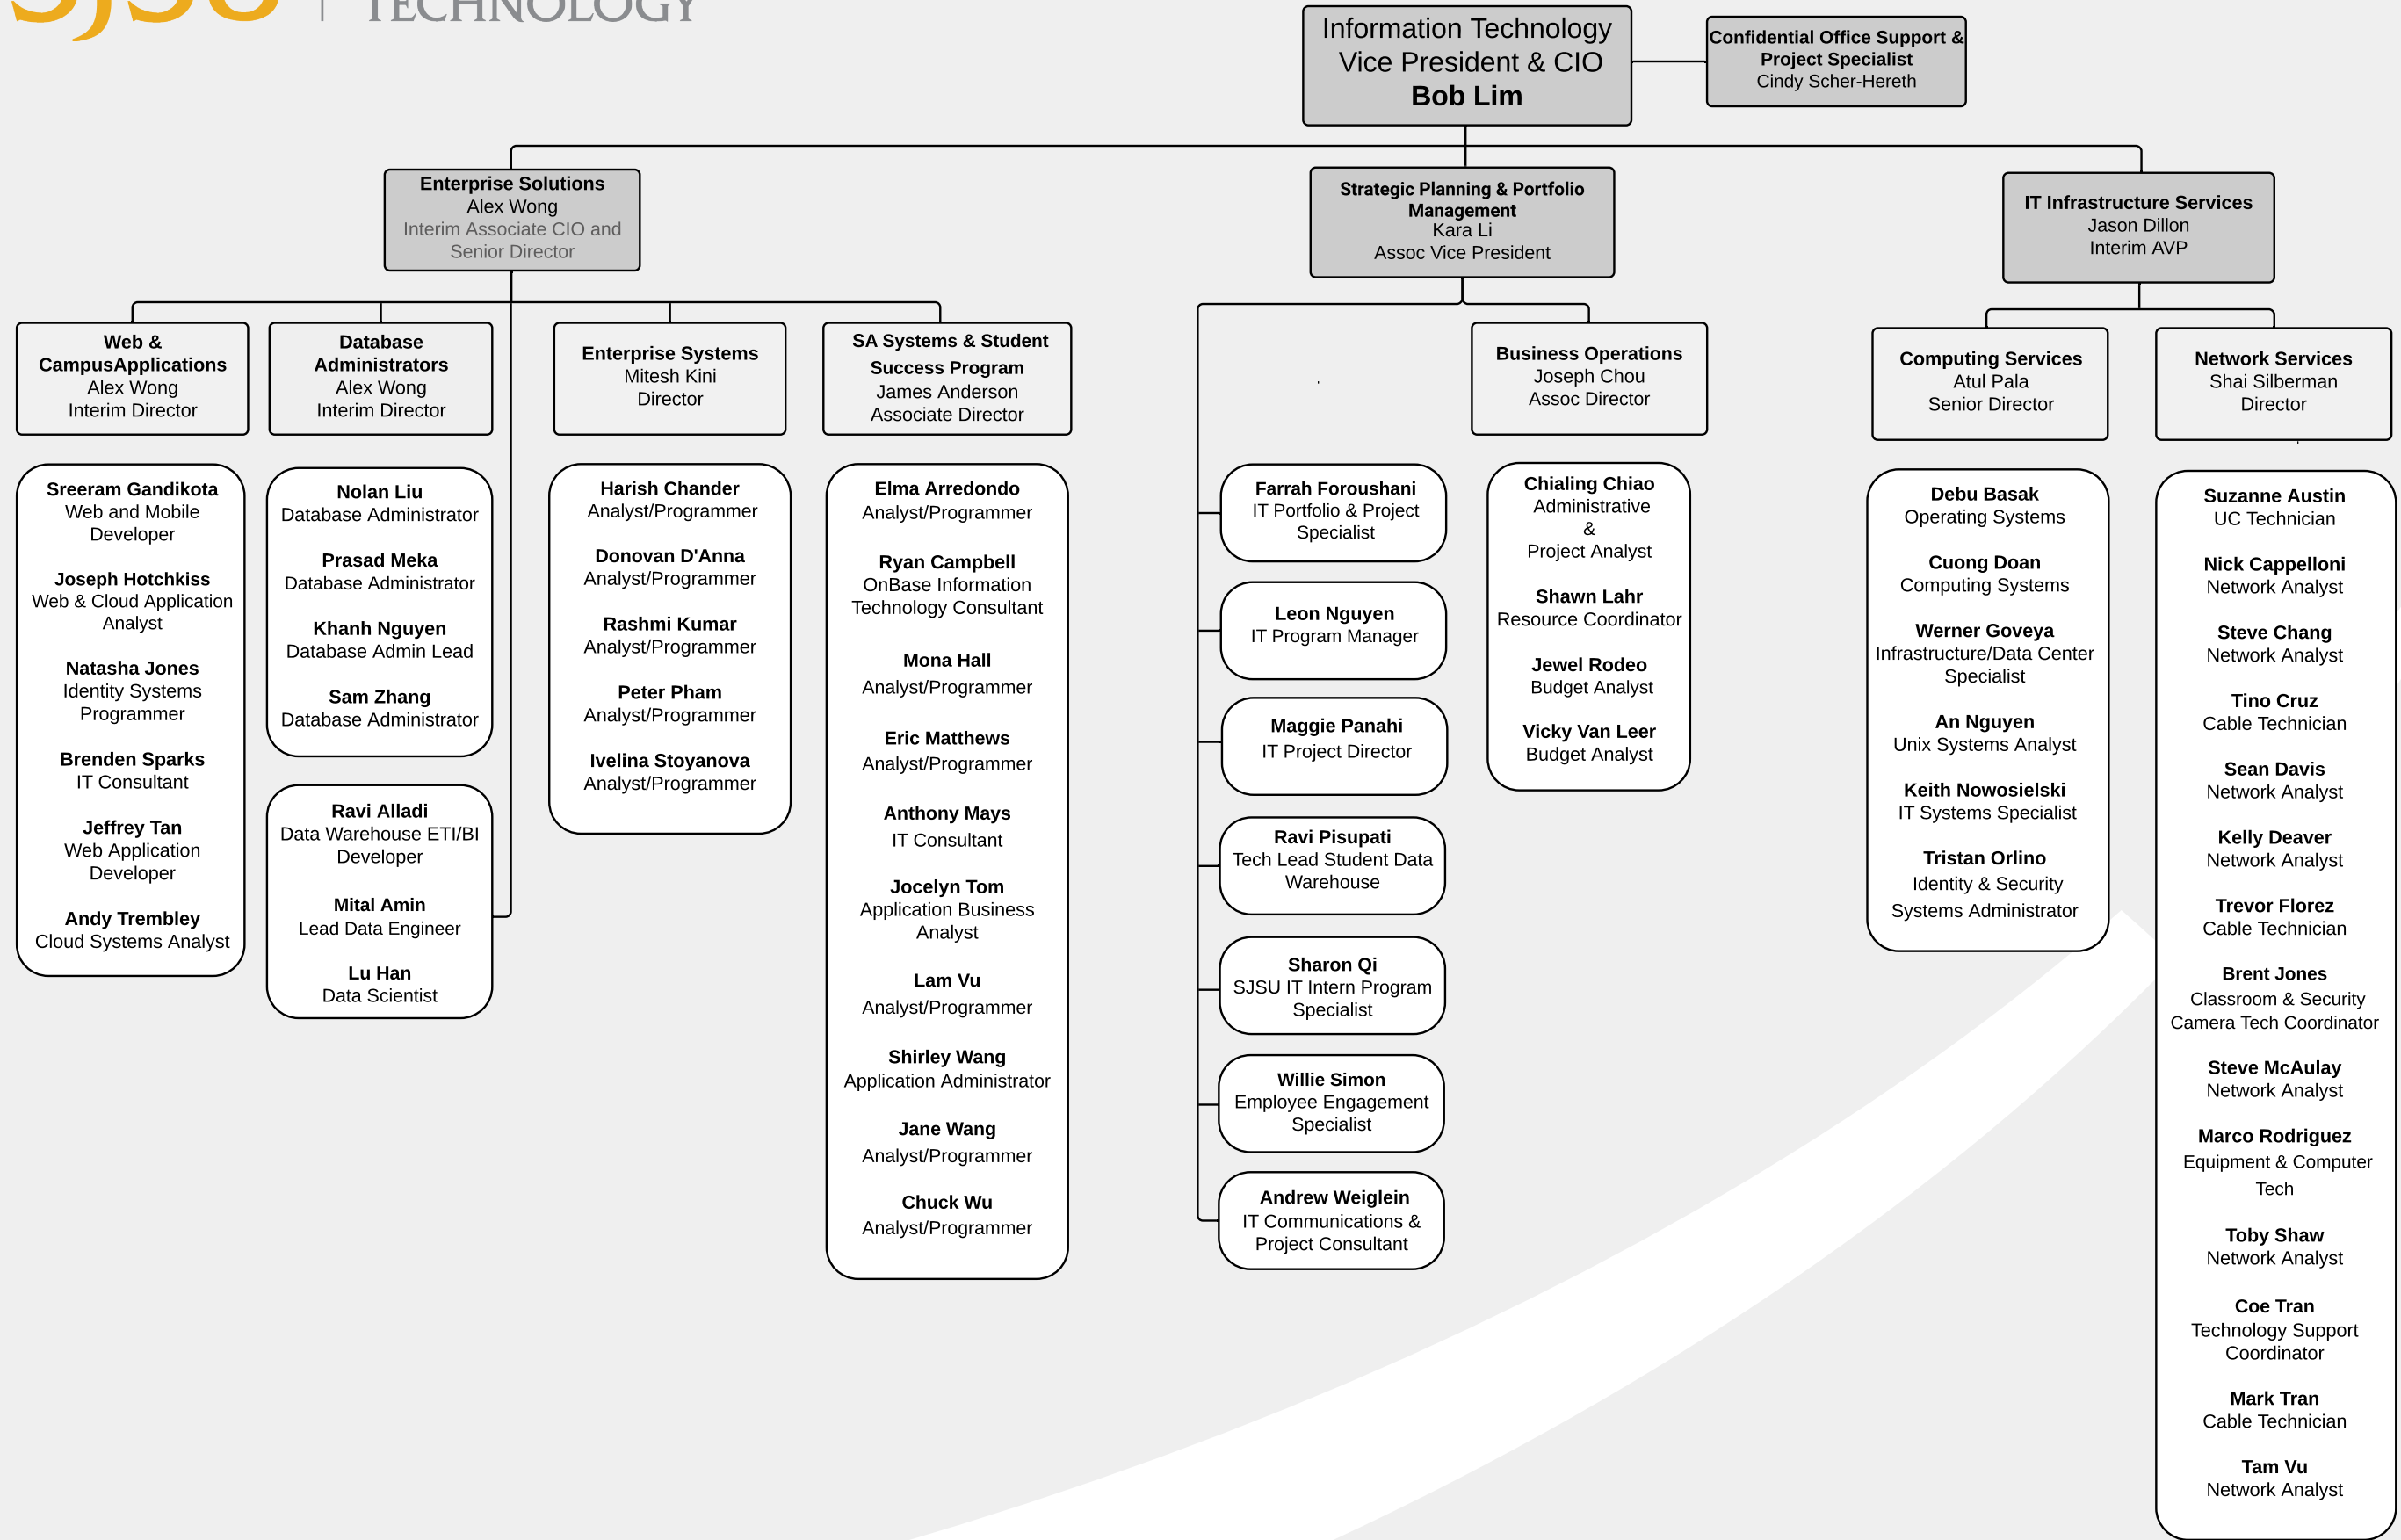 SJSU
TECHNOLOGY
Information Technology
Vice President & CIO
Bob Lim
Confidential Office Support &
Project Specialist
Cindy Scher-Hereth
Enterprise Solutions
Alex Wong
Interim Associate CIO and
Senior Director
Strategic Planning & Portfolio
Management
Kara Li
Assoc Vice President
IT Infrastructure Services
Jason Dillon
Interim AVP
Web &
CampusApplications
Alex Wong
Interim Director
Database
Administrators
Alex Wong
Interim Director
Enterprise Systems
Mitesh Kini
Director
SA Systems & Student
Success Program
James Anderson
Associate Director
Business Operations
Joseph Chou
Assoc Director
Computing Services
Atul Pala
Senior Director
Network Services
Shai Silberman
Director
Sreeram Gandikota
Web and Mobile
Developer
Joseph Hotchkiss
Web & Cloud Application
Analyst
Natasha Jones
Identity Systems
Programmer
Brenden Sparks
IT Consultant
Jeffrey Tan
Web Application
Developer
Andy Trembley
Cloud Systems Analyst
Nolan Liu
Database Administrator
Prasad Meka
Database Administrator
Khanh Nguyen
Database Admin Lead
Sam Zhang
Database Administrator
Ravi Alladi
Data Warehouse ETI/BI
Developer
Mital Amin
Lead Data Engineer
Lu Han
Data Scientist
Harish Chander
Analyst/Programmer
Donovan D'Anna
Analyst/Programmer
Rashmi Kumar
Analyst/Programmer
Peter Pham
Analyst/Programmer
Ivelina Stoyanova
Analyst/Programmer
Elma Arredondo
Analyst/Programmer
Ryan Campbell
OnBase Information
Technology Consultant
Mona Hall
Analyst/Programmer
Eric Matthews
Analyst/Programmer
Anthony Mays
IT Consultant
Jocelyn Tom
Application Business
Analyst
Lam Vu
Analyst/Programmer
Shirley Wang
Application Administrator
Jane Wang
Analyst/Programmer
Chuck Wu
Analyst/Programmer
Farrah Foroushani
IT Portfolio & Project
Specialist
Leon Nguyen
IT Program Manager
Maggie Panahi
IT Project Director
Ravi Pisupati
Tech Lead Student Data
Warehouse
Sharon Qi
SJSU IT Intern Program
Specialist
Willie Simon
Employee Engagement
Specialist
Andrew Weiglein
IT Communications &
Project Consultant
Chialing Chiao
Administrative
&
Project Analyst
Shawn Lahr
Resource Coordinator
Jewel Rodeo
Budget Analyst
Vicky Van Leer
Budget Analyst
Debu Basak
Operating Systems
Cuong Doan
Computing Systems
Werner Goveya
Infrastructure/Data Center
Specialist
An Nguyen
Unix Systems Analyst
Keith Nowosielski
IT Systems Specialist
Tristan Orlino
Identity & Security
Systems Administrator
Suzanne Austin
UC Technician
Nick Cappelloni
Network Analyst
Steve Chang
Network Analyst
Tino Cruz
Cable Technician
Sean Davis
Network Analyst
Kelly Deaver
Network Analyst
Trevor Florez
Cable Technician
Brent Jones
Classroom & Security
Camera Tech Coordinator
Steve McAulay
Network Analyst
Marco Rodriguez
Equipment & Computer
Tech
Toby Shaw
Network Analyst
Coe Tran
Technology Support
Coordinator
Mark Tran
Cable Technician
Tam Vu
Network Analyst